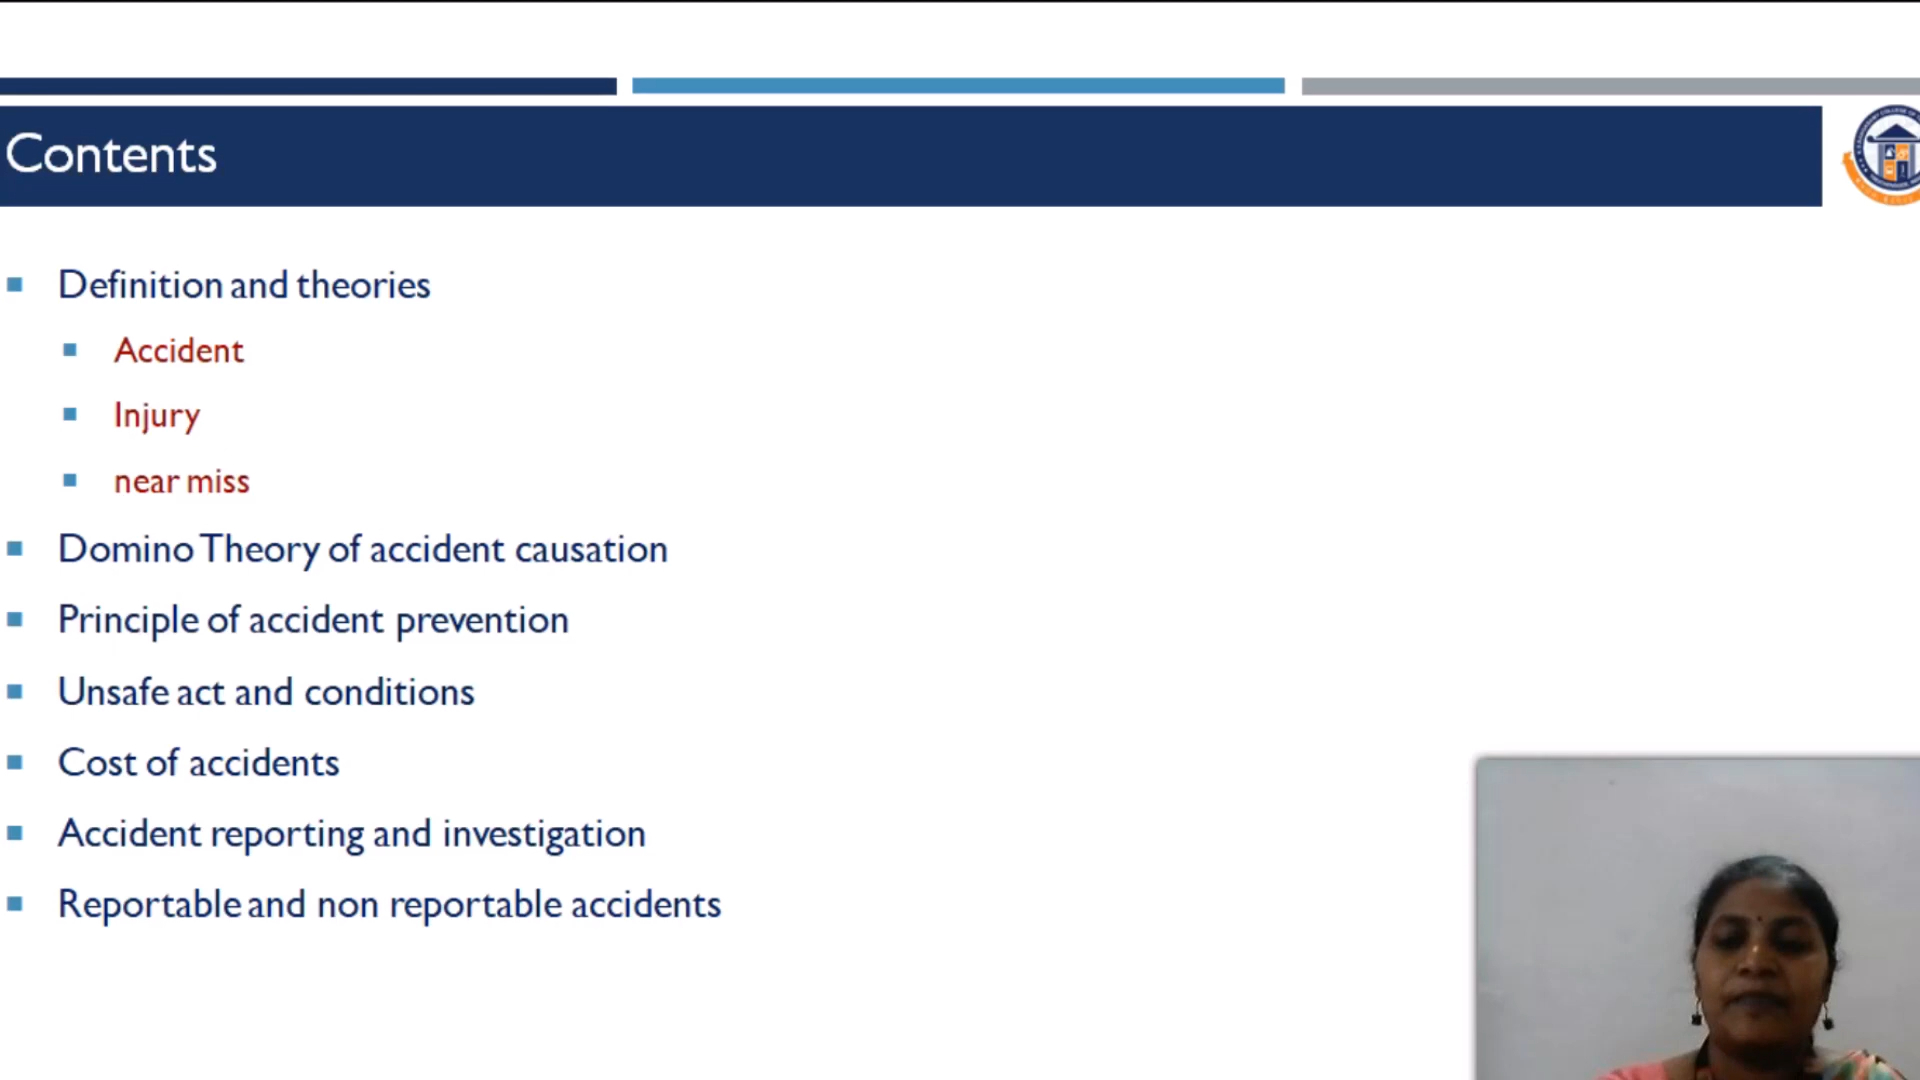 Contents
Definition and theories
Accident
Injury
near miss
Domino Theory of accident causation
Principle of accident prevention
Unsafe act and conditions
Cost of accidents
Accident reporting and investigation
Reportable and non reportable accidents